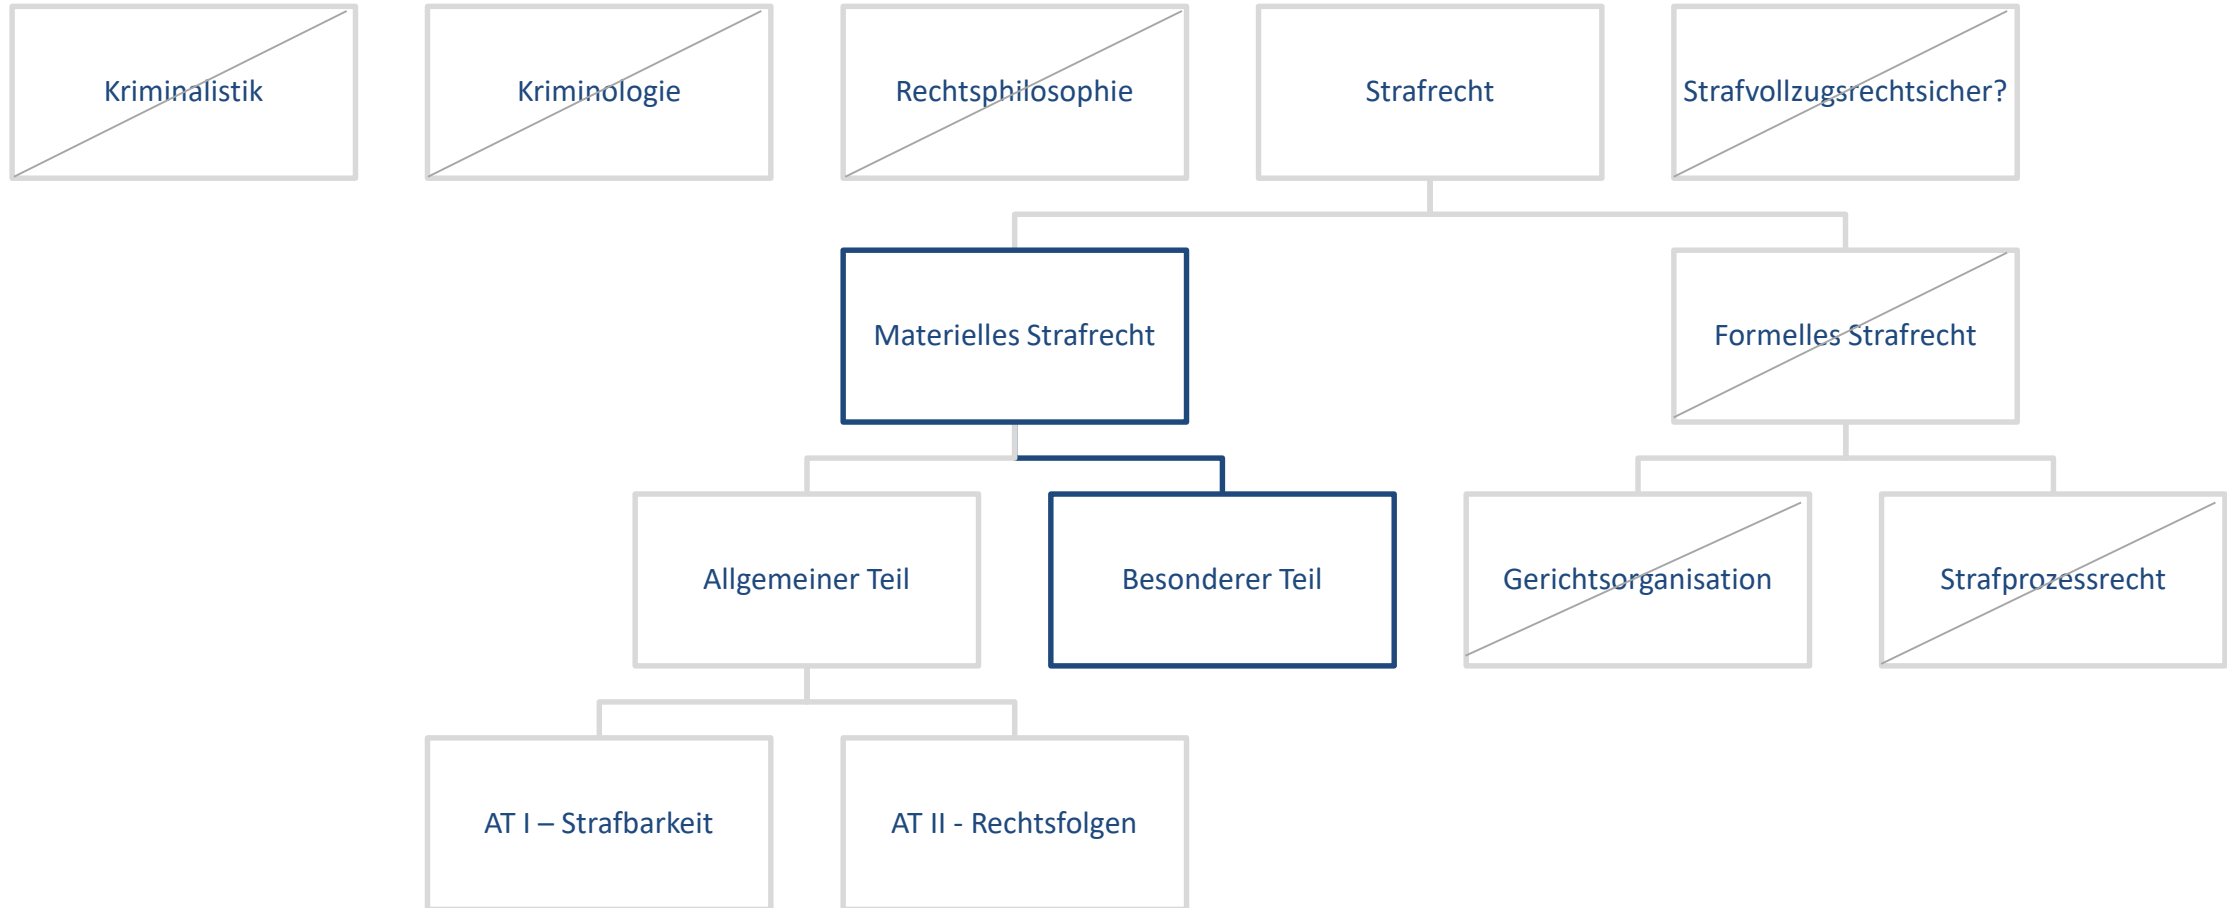 Kriminalistik
Kriminologie
Rechtsphilosophie
Strafrecht
Strafvollzugsrechtsicher?
Materielles Strafrecht
Formelles Strafrecht
Allgemeiner Teil
Besonderer Teil
Gerichtsorganisation
Strafprozessrecht
AT I – Strafbarkeit
AT II - Rechtsfolgen